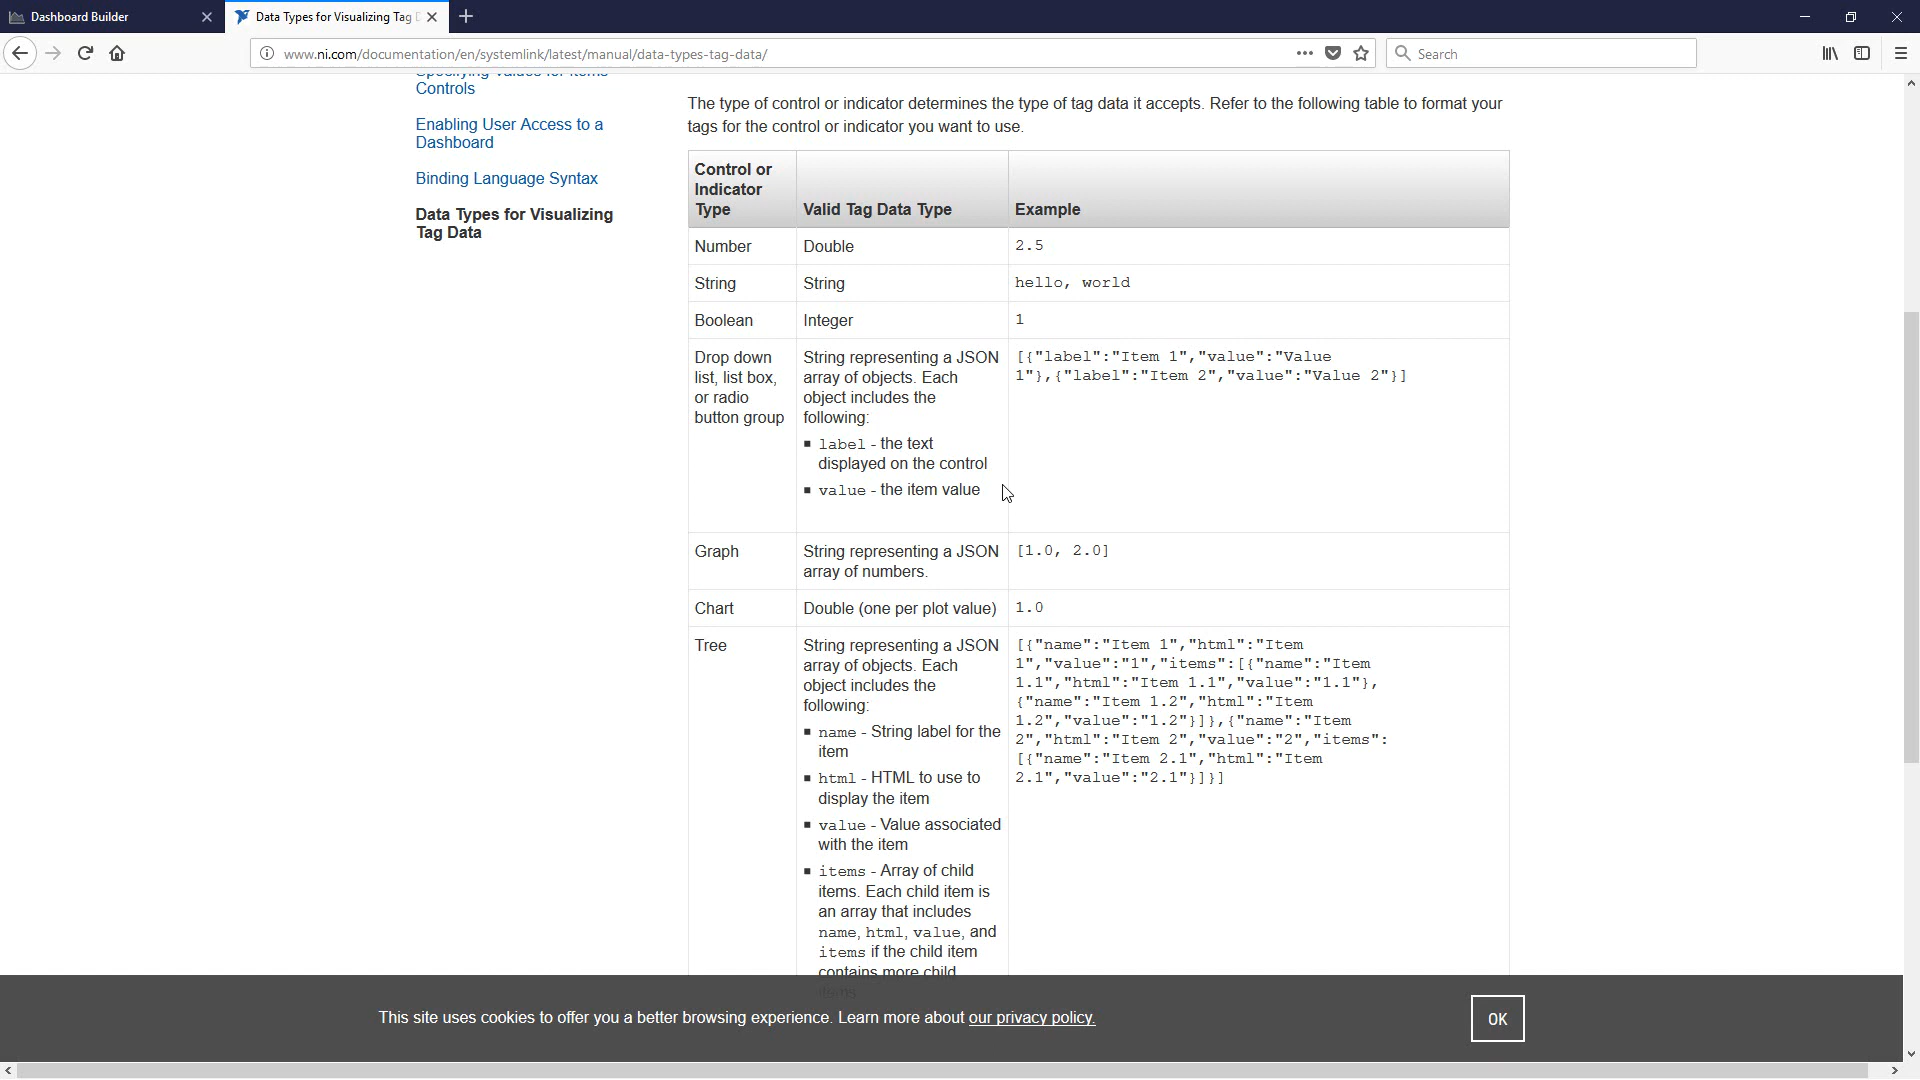 Dashboard Builder
Data Types for Visualizing Tag D
www.ni.com/documentation/en/systemlink/latest/manual/data-types-tag-data/
Search
Specifying Values for Items
Controls
Enabling User Access to a
Dashboard
Binding Language Syntax
Data Types for Visualizing
Tag Data
The type of control or indicator determines the type of tag data it accepts. Refer to the following table to format your
tags for the control or indicator you want to use.
Control or
Indicator
Type
Valid Tag Data Type
Example
Number
Double
2.5
String
String
hello, world
Boolean
Integer
1
Drop down
list, list box,
or radio
button group
String representing a JSON
array of objects. Each
object includes the
following:
label - the text
displayed on the control
value - the item value
[{"label":"Item 1","value":"Value
1"},{"label":"Item 2","value":"Value 2"}]
Graph
String representing a JSON
array of numbers.
[1.0, 2.0]
Chart
Double (one per plot value)
1.0
Tree
String representing a JSON
array of objects. Each
object includes the
following:
name - String label for the
item
html - HTML to use to
display the item
value - Value associated
with the item
items - Array of child
items. Each child item is
an array that includes
name, html, value, and
items if the child item
contains more child
items.
[{"name":"Item 1","html":"Item
1","value":"1","items":[{"name":"Item
1.1","html":"Item 1.1","value":"1.1"},
{"name":"Item 1.2","html":"Item
1.2","value":"1.2"}]},{"name":"Item
2","html":"Item 2","value":"2","items":
[{"name":"Item 2.1","html":"Item
2.1","value":"2.1"}]}]
This site uses cookies to offer you a better browsing experience. Learn more about our privacy policy.
OK